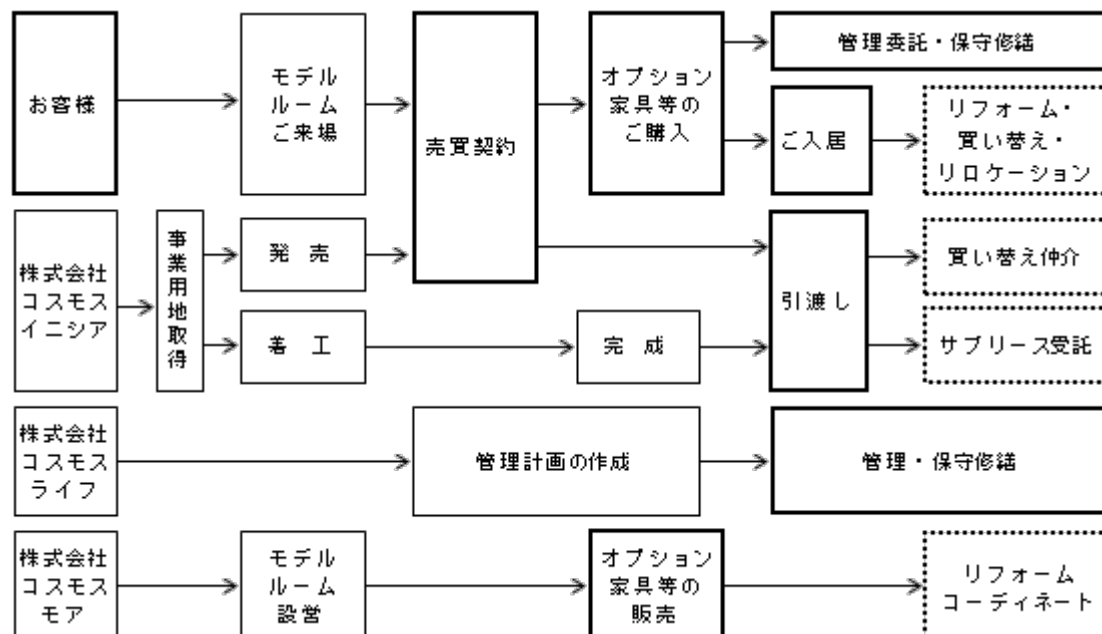 お客様
モデル
ルーム
ご来場
売買契約
オプション
家具等の
ご購入
管理委託・保守修繕
ご入居
リフォーム・
買い替え・
リロケーション
株式会社
コスモス
イニシア
事業用地取得
発 売
着 工
完 成
引渡し
買い替え仲介
サブリース受託
株式会社
コスモス
ライフ
管理計画の作成
管理・保守修繕
株式会社
コスモス
モア
モデル
ルーム
設営
オプション
家具等の
販売
リフォーム
コーディネート